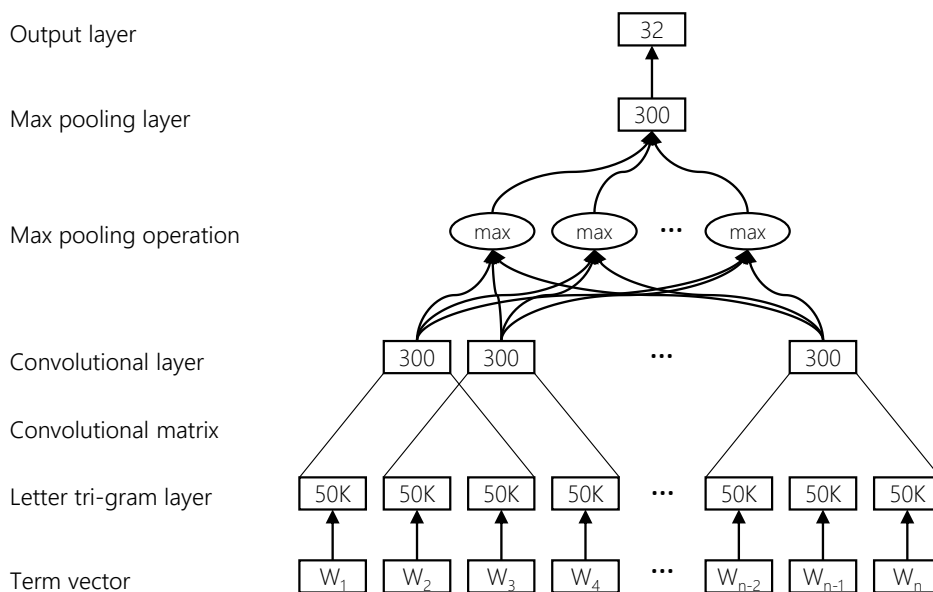 Output layer 32
Max pooling layer 300
Max pooling operation max max ... max
Convolutional layer 300 300 ... 300
Convolutional matrix
Letter tri-gram layer 50K 50K 50K 50K ... 50K 50K 50K
Term vector W1 W2 W3 W4 ... Wn-2 Wn-1 Wn